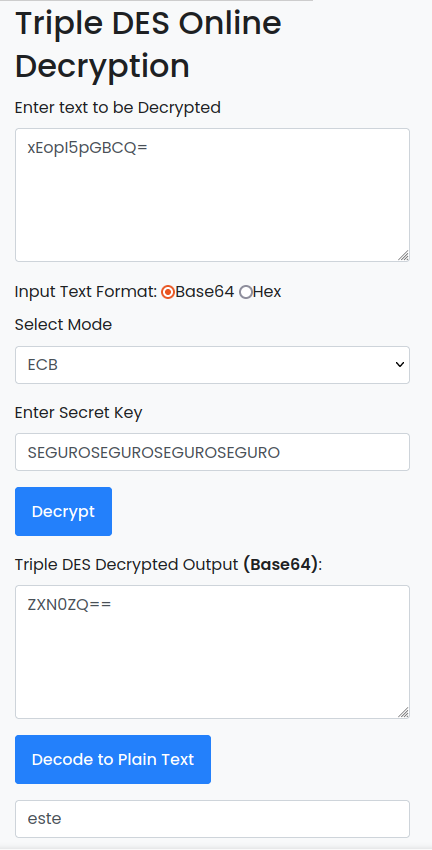 Triple DES Online
Decryption
Enter text to be Decrypted
xEopI5pGBCQ=
Input Text Format: Base64 Hex
Select Mode
ECB
Enter Secret Key
SEGUROSEGUROSEGUROSEGURO
Decrypt
Triple DES Decrypted Output (Base64):
ZXN0ZQ==
Decode to Plain Text
este